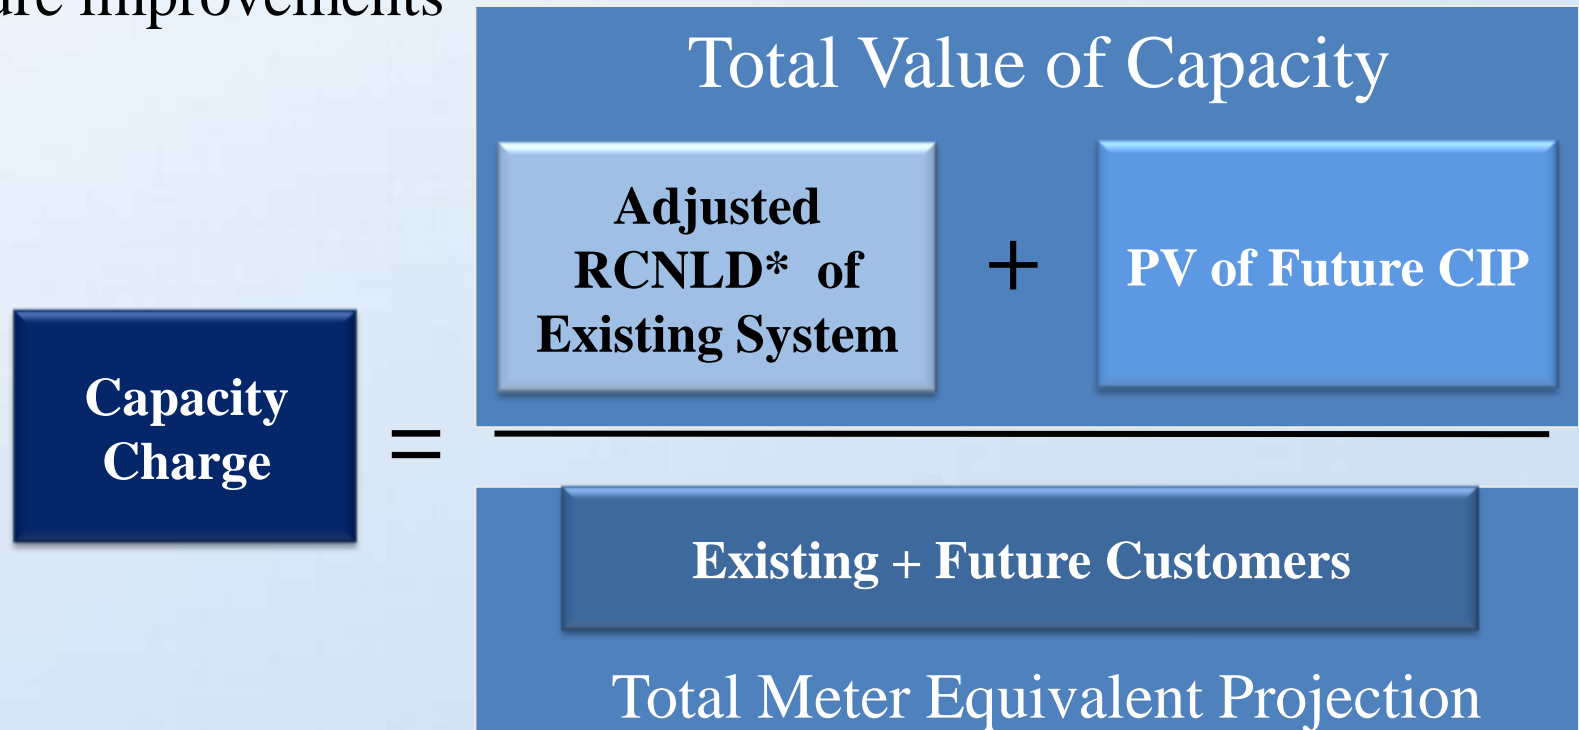 improvements
Total Value of Capacity
Adjusted
RCNLD* of
Existing System
+
PV of Future CIP
Capacity
Charge
=
Existing + Future Customers
Total Meter Equivalent Projection